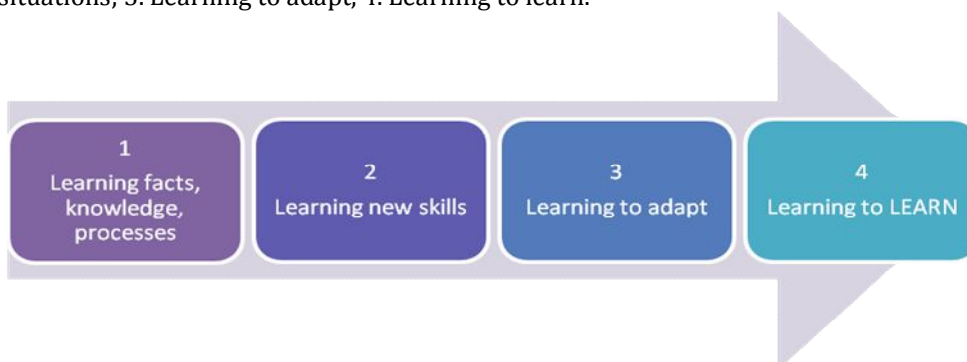 situations; 3. Learning to adapt; 4. Learning to learn.
1
Learning facts,
knowledge,
processes
2
Learning new skills
3
Learning to adapt
4
Learning to LEARN